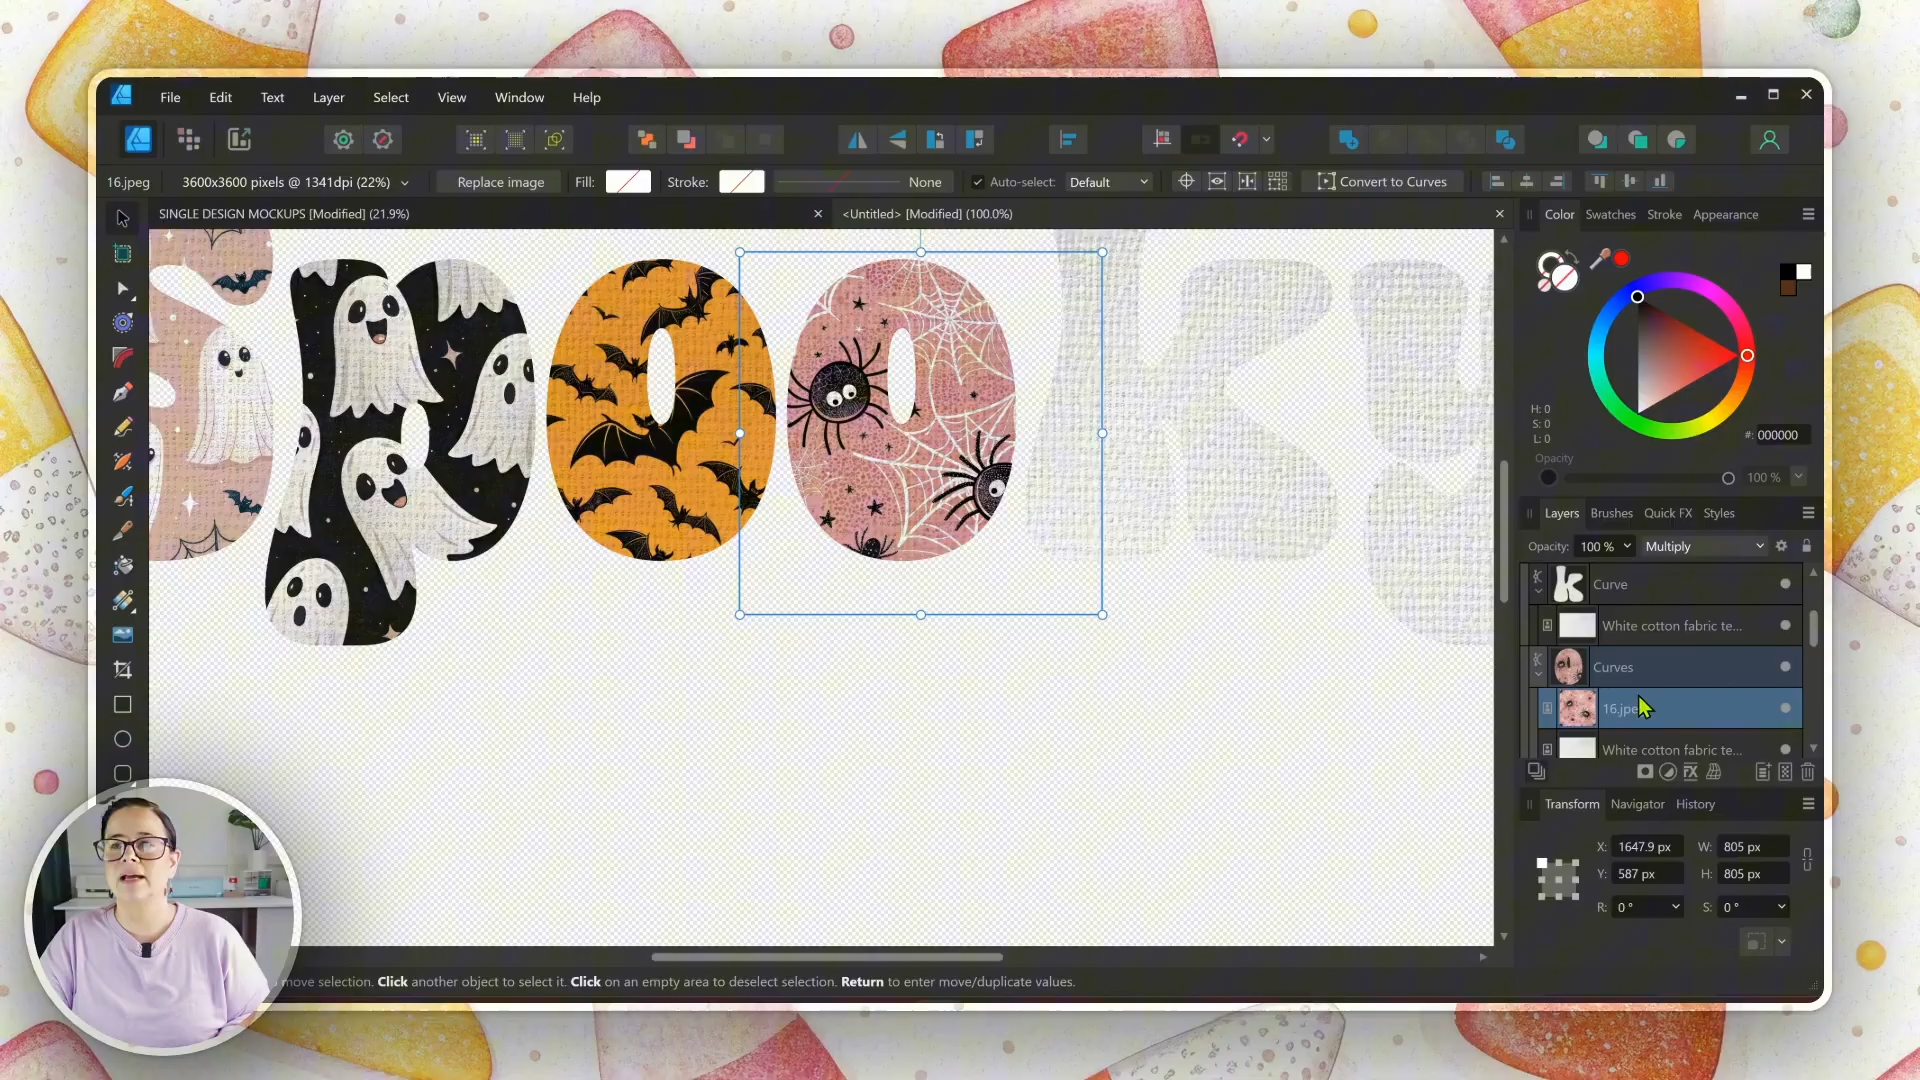 File Edit Text Layer Select View Window Help
16.jpeg 3600x3600 pixels @ 1341dpi (22%) Replace image Fill: Stroke: None Auto-select: Default Convert to Curves
SINGLE DESIGN MOCKUPS [Modified] (21.9%) <Untitled> [Modified] (100.0%)
Color Swatches Stroke Appearance
H: 0
S: 0
L: 0
#: 000000
Opacity
100 %
Layers Brushes Quick FX Styles
Opacity: 100 % Multiply
Curve
White cotton fabric te...
Curves
16.jpe
White cotton fabric te...
Transform Navigator History
X: 1647.9 px W: 805 px
Y: 587 px H: 805 px
R: 0 ° S: 0 °
ooky
move selection. Click another object to select it. Click on an empty area to deselect selection. Return to enter move/duplicate values.